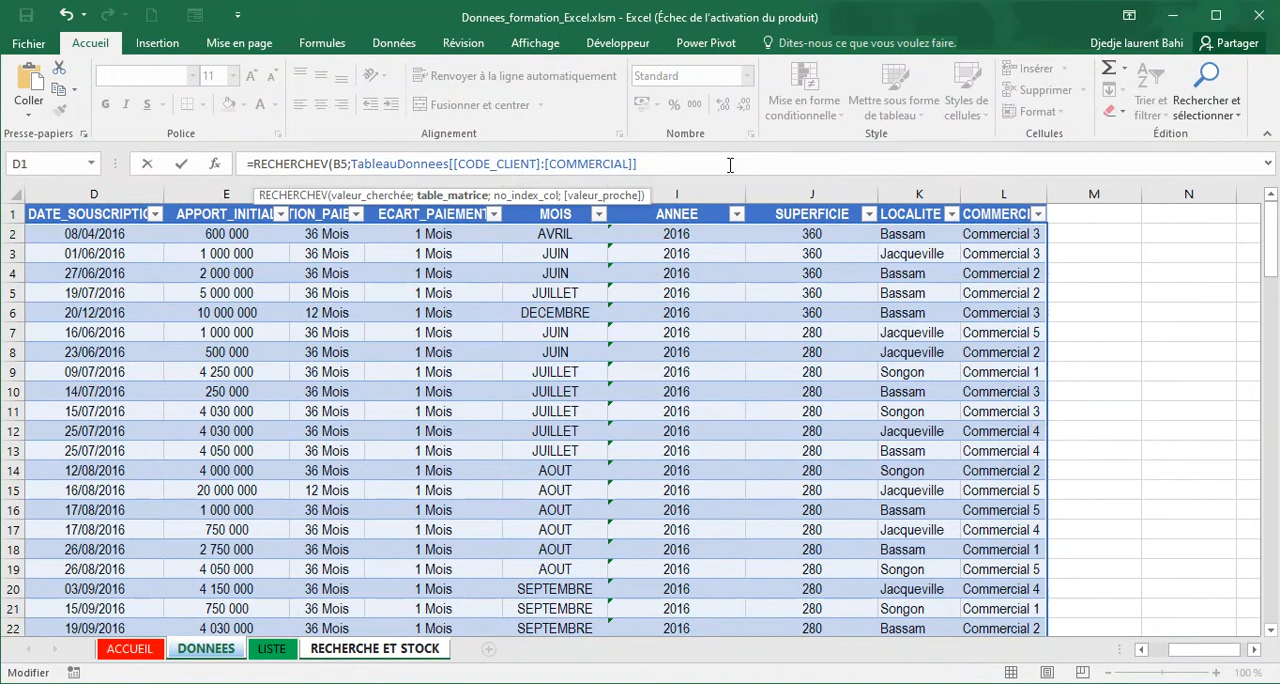 Donnees_formation_Excel.xlsm - Excel (Échec de l'activation du produit)
Fichier Accueil Insertion Mise en page Formules Données Révision Affichage Développeur Power Pivot Dites-nous ce que vous voulez faire. Djedje laurent Bahi Partager
Coller 11 A A Renvoyer à la ligne automatiquement Standard Mise en forme conditionnelle Mettre sous forme de tableau Styles de cellules Insérer Supprimer Format Σ Trier et filtrer Rechercher et sélectionner
G I S A Fusionner et centrer % 000
Presse-papiers Police Alignement Nombre Style Cellules Édition
D1 fx =RECHERCHEV(B5;TableauDonnees[[CODE_CLIENT]:[COMMERCIAL]]
RECHERCHEV(valeur_cherchée; table_matrice; no_index_col; [valeur_proche])
D E I J K L M N
1 DATE_SOUSCRIPTIO APPORT_INITIAL TION_PAIE ECART_PAIEMENT MOIS ANNEE SUPERFICIE LOCALITE COMMERCI
2 08/04/2016 600 000 36 Mois 1 Mois AVRIL 2016 360 Bassam Commercial 3
3 01/06/2016 1 000 000 36 Mois 1 Mois JUIN 2016 360 Jacqueville Commercial 3
4 27/06/2016 2 000 000 36 Mois 1 Mois JUIN 2016 360 Bassam Commercial 2
5 19/07/2016 5 000 000 36 Mois 1 Mois JUILLET 2016 360 Bassam Commercial 2
6 20/12/2016 10 000 000 12 Mois 1 Mois DECEMBRE 2016 360 Bassam Commercial 3
7 16/06/2016 1 000 000 36 Mois 1 Mois JUIN 2016 280 Jacqueville Commercial 5
8 23/06/2016 500 000 36 Mois 1 Mois JUIN 2016 280 Jacqueville Commercial 2
9 09/07/2016 4 250 000 36 Mois 1 Mois JUILLET 2016 280 Songon Commercial 1
10 14/07/2016 250 000 36 Mois 1 Mois JUILLET 2016 280 Bassam Commercial 3
11 15/07/2016 4 030 000 36 Mois 1 Mois JUILLET 2016 280 Songon Commercial 3
12 25/07/2016 4 030 000 36 Mois 1 Mois JUILLET 2016 280 Jacqueville Commercial 4
13 25/07/2016 4 050 000 36 Mois 1 Mois JUILLET 2016 280 Bassam Commercial 4
14 12/08/2016 4 000 000 36 Mois 1 Mois AOUT 2016 280 Songon Commercial 2
15 16/08/2016 20 000 000 12 Mois 1 Mois AOUT 2016 280 Jacqueville Commercial 5
16 17/08/2016 1 000 000 36 Mois 1 Mois AOUT 2016 280 Bassam Commercial 5
17 17/08/2016 750 000 36 Mois 1 Mois AOUT 2016 280 Jacqueville Commercial 4
18 26/08/2016 2 750 000 36 Mois 1 Mois AOUT 2016 280 Bassam Commercial 1
19 26/08/2016 4 050 000 36 Mois 1 Mois AOUT 2016 280 Songon Commercial 5
20 03/09/2016 4 150 000 36 Mois 1 Mois SEPTEMBRE 2016 280 Jacqueville Commercial 4
21 15/09/2016 750 000 36 Mois 1 Mois SEPTEMBRE 2016 280 Songon Commercial 1
22 19/09/2016 4 030 000 36 Mois 1 Mois SEPTEMBRE 2016 280 Bassam Commercial 2
ACCUEIL DONNEES LISTE RECHERCHE ET STOCK
Modifier 100 %